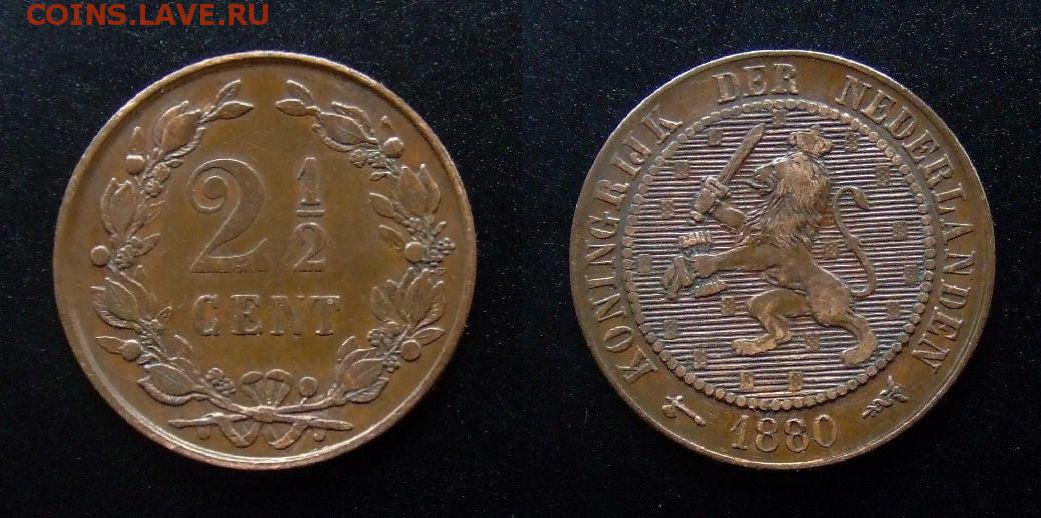 COINS.LAVE.RU
2 1/2
CENT
KONINGRIJK DER NEDERLANDEN
1880